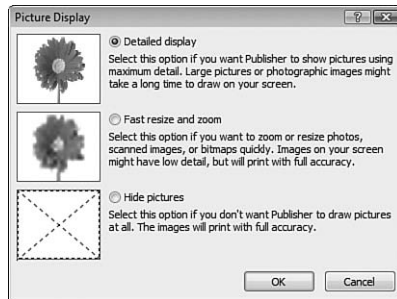 Picture Display
Detailed display
Select this option if you want Publisher to show pictures using
maximum detail. Large pictures or photographic images might
take a long time to draw on your screen.
Fast resize and zoom
Select this option if you want to zoom or resize photos,
scanned images, or bitmaps quickly. Images on your screen
might have low detail, but will print with full accuracy.
Hide pictures
Select this option if you don't want Publisher to draw pictures
at all. The images will print with full accuracy.
OK Cancel